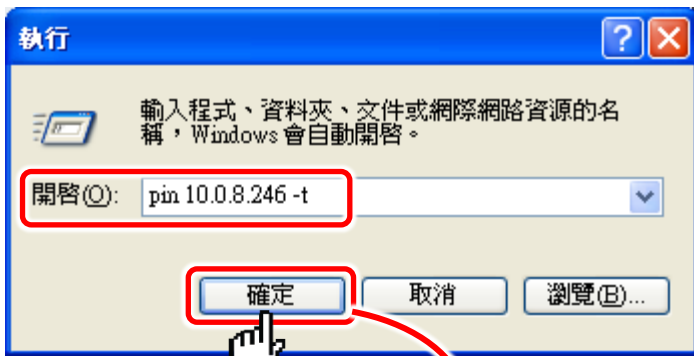 執行
輸入程式、資料夾、文件或網際網路資源的名
稱，Windows 會自動開啓。
開啓(O): pin 10.0.8.246 -t
確定 取消 瀏覽(B)...